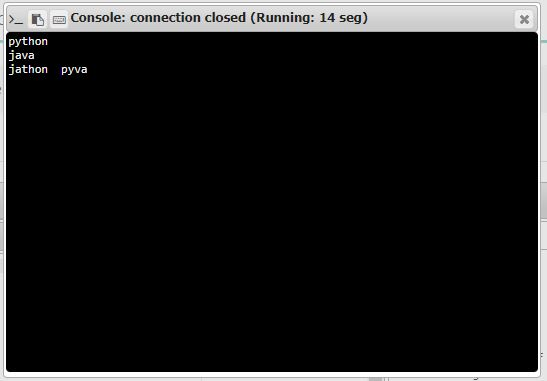 Console: connection closed (Running: 14 seg)
python
java
jathon  pyva